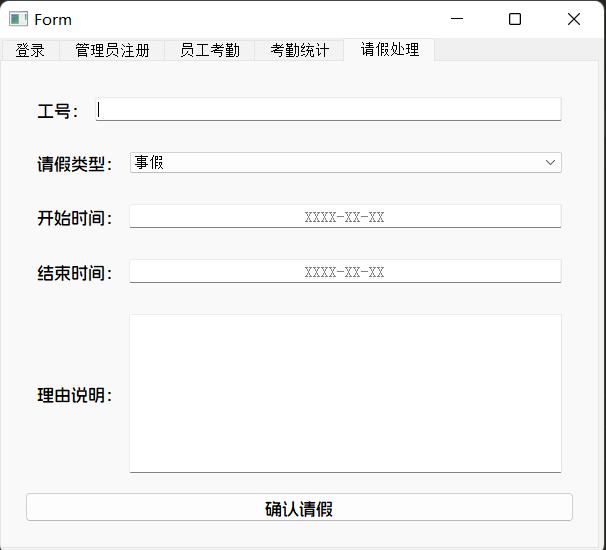 Form
登录 管理员注册 员工考勤 考勤统计 请假处理
工号：
请假类型： 事假
开始时间： XXXX-XX-XX
结束时间： XXXX-XX-XX
理由说明：
确认请假